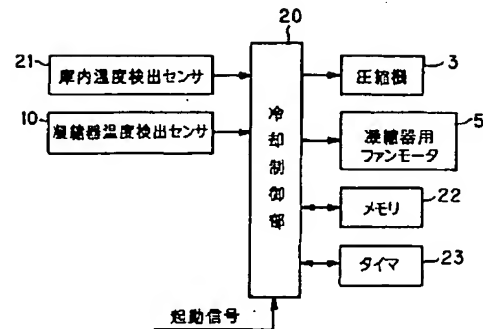 20
21
庫内温度検出センサ
10
凝縮器温度検出センサ
冷却制御部
圧縮機
3
凝縮器用
ファンモータ
5
メモリ
22
タイマ
23
起動信号